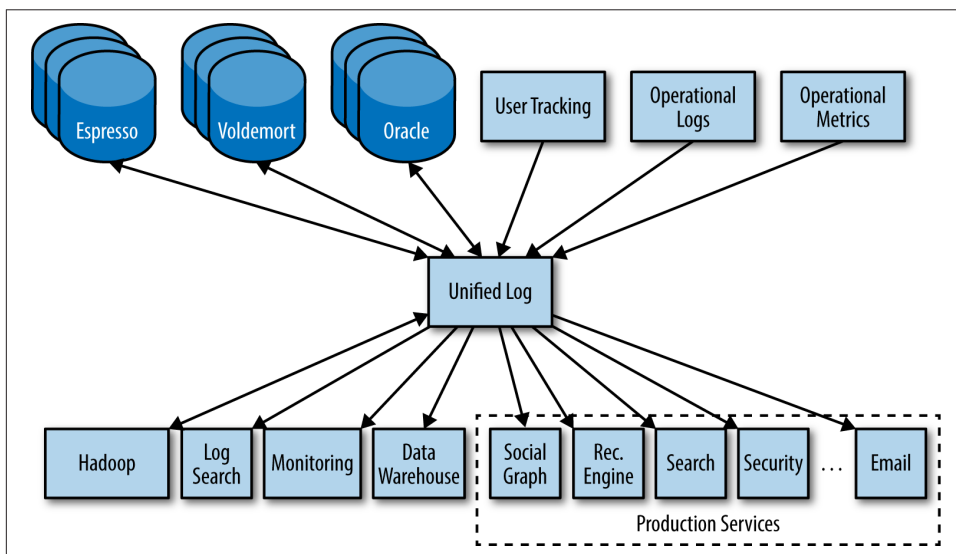 Espresso
Voldemort
Oracle
User Tracking
Operational
Logs
Operational
Metrics
Unified Log
Hadoop
Log
Search
Monitoring
Data
Warehouse
Social
Graph
Rec.
Engine
Search
Security
...
Email
Production Services